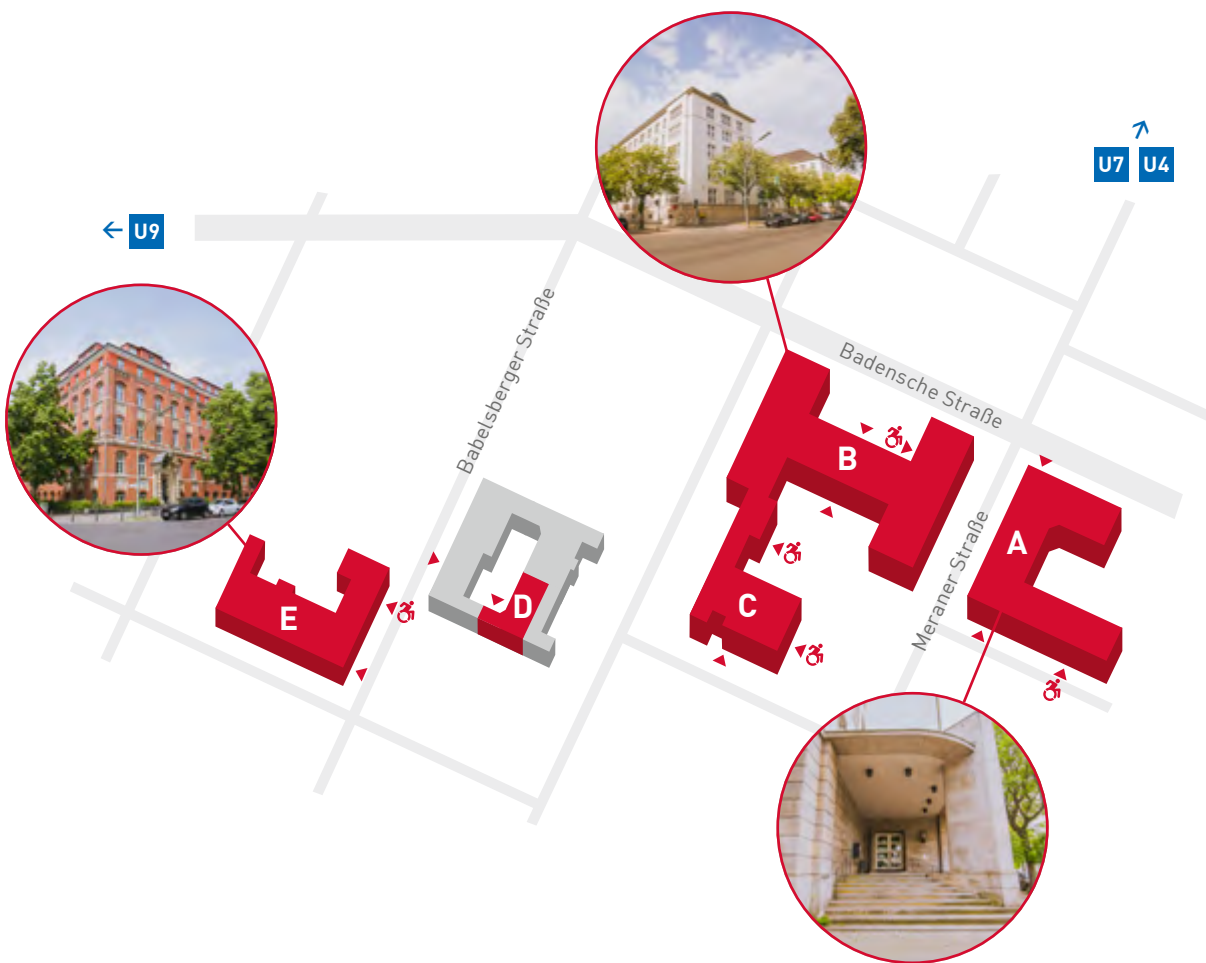 U7 U4
U9
Babelsberger Straße
Badensche Straße
B
A
Meraner Straße
D
C
E